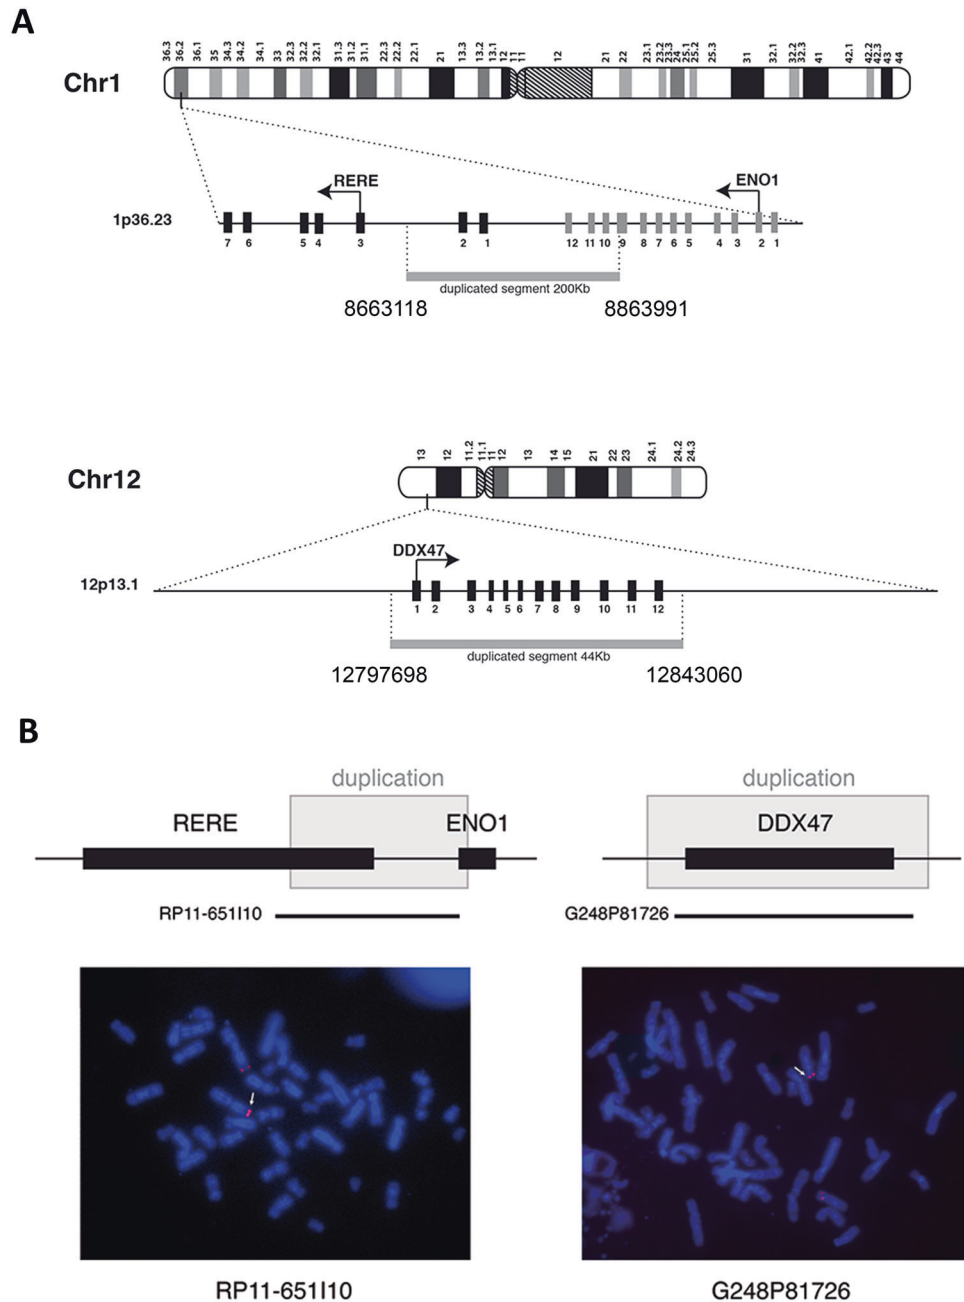 A
36.3 36.2 36.1 35 34.3 34.2 34.1 33 32.3 32.2 32.1 31.3 31.2 31.1 22.3 22.2 22.1 21 13.3 13.2 13.1 12 11 11 12 21 22 23.1 23.2 23.3 24 25.1 25.2 25.3 31 32.1 32.2 32.3 41 42.1 42.2 42.3 43 44
Chr1
RERE ENO1
1p36.23
7 6 5 4 3 2 1 12 11 10 9 8 7 6 5 4 3 2 1
duplicated segment 200Kb
8663118 8863991
13 12 11.2 11.1 11 12 13 14 15 21 22 23 24.1 24.2 24.3
Chr12
DDX47
12p13.1
1 2 3 4 5 6 7 8 9 10 11 12
duplicated segment 44Kb
12797698 12843060
B
duplication duplication
RERE ENO1 DDX47
RP11-651I10 G248P81726
RP11-651I10 G248P81726